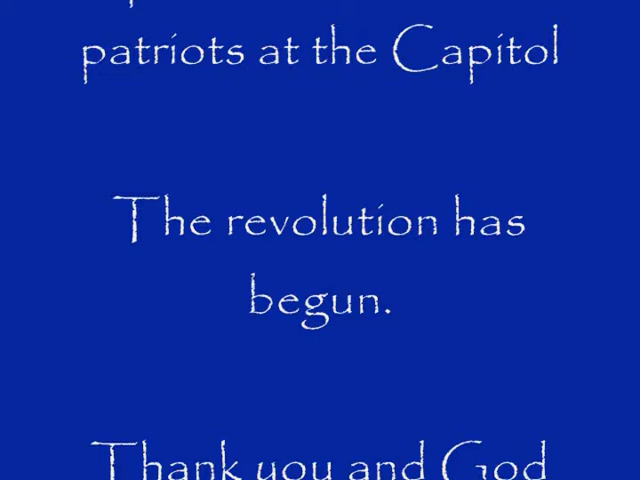 patriots at the Capitol
The revolution has
begun.
Thank you and God